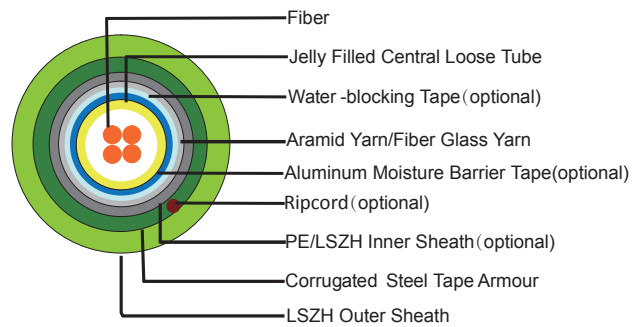 Fiber
Jelly Filled Central Loose Tube
Water -blocking Tape（optional)
Aramid Yarn/Fiber Glass Yarn
Aluminum Moisture Barrier Tape(optional)
Ripcord（optional)
PE/LSZH Inner Sheath（optional)
Corrugated Steel Tape Armour
LSZH Outer Sheath